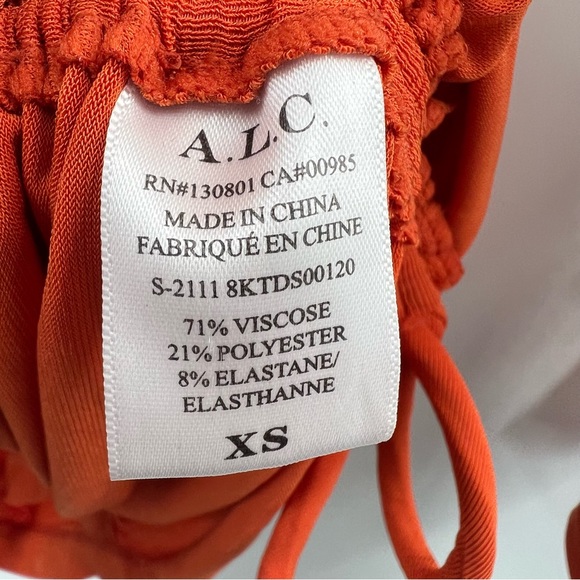 A.L.C.
RN#130801 CA#00985
MADE IN CHINA
FABRIQUÉ EN CHINE
S-2111 8KTDS00120
71% VISCOSE
21% POLYESTER
8% ELASTANE/
ELASTHANNE
XS